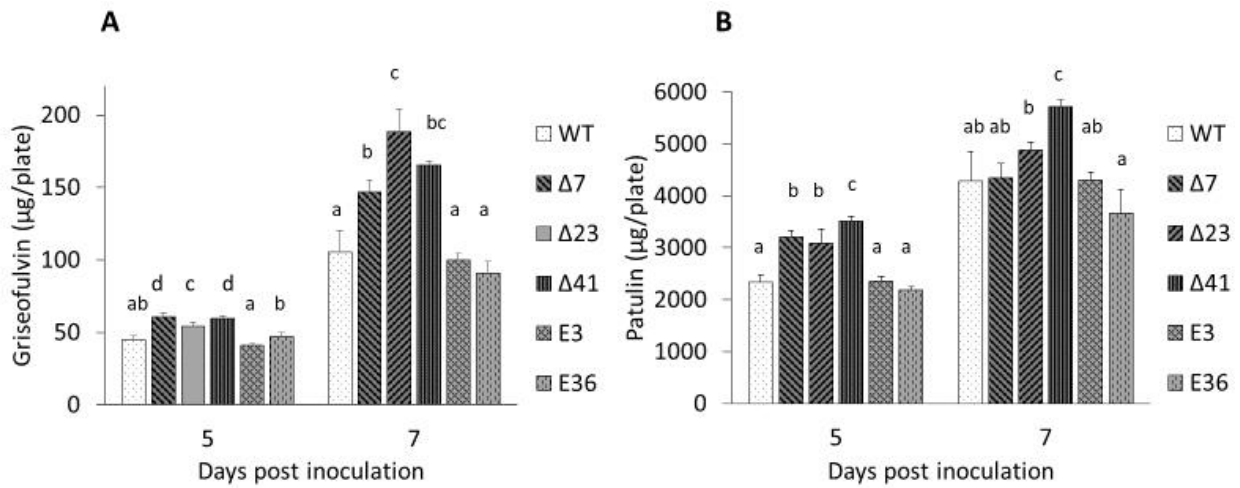 A
Griseofulvin (µg/plate)
200
150
100
50
0
ab
d
c
d
a
b
a
b
c
bc
a
a
5
7
Days post inoculation
WT
Δ7
Δ23
Δ41
E3
E36
B
Patulin (µg/plate)
6000
5000
4000
3000
2000
1000
0
a
b
b
c
a
a
ab
ab
b
c
ab
a
5
7
Days post inoculation
WT
Δ7
Δ23
Δ41
E3
E36